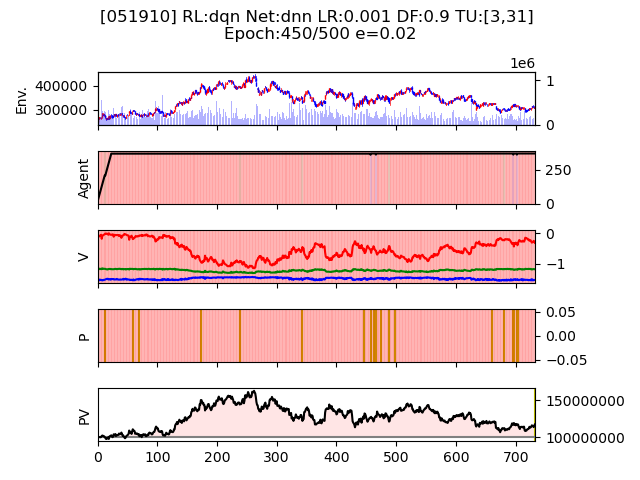 [051910] RL:dqn Net:dnn LR:0.001 DF:0.9 TU:[3,31]
Epoch:450/500 e=0.02
1e6
Env.
400000
300000
1
0
Agent
250
0
V
0
−1
P
0.05
0.00
−0.05
PV
150000000
100000000
0 100 200 300 400 500 600 700